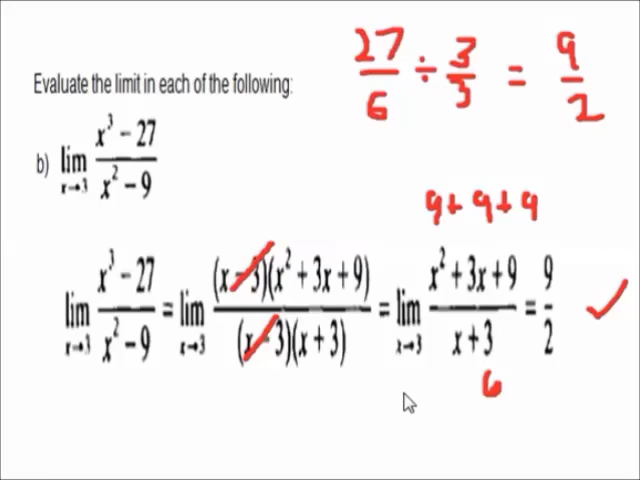 27/6 ÷ 3/3 = 9/2
Evaluate the limit in each of the following:
b) lim x→3 (x³ − 27)/(x² − 9)
9 + 9 + 9
lim x→3 (x³ − 27)/(x² − 9) = lim x→3 (x − 3)(x² + 3x + 9)/(x − 3)(x + 3) = lim x→3 (x² + 3x + 9)/(x + 3) = 9/2 ✓
6